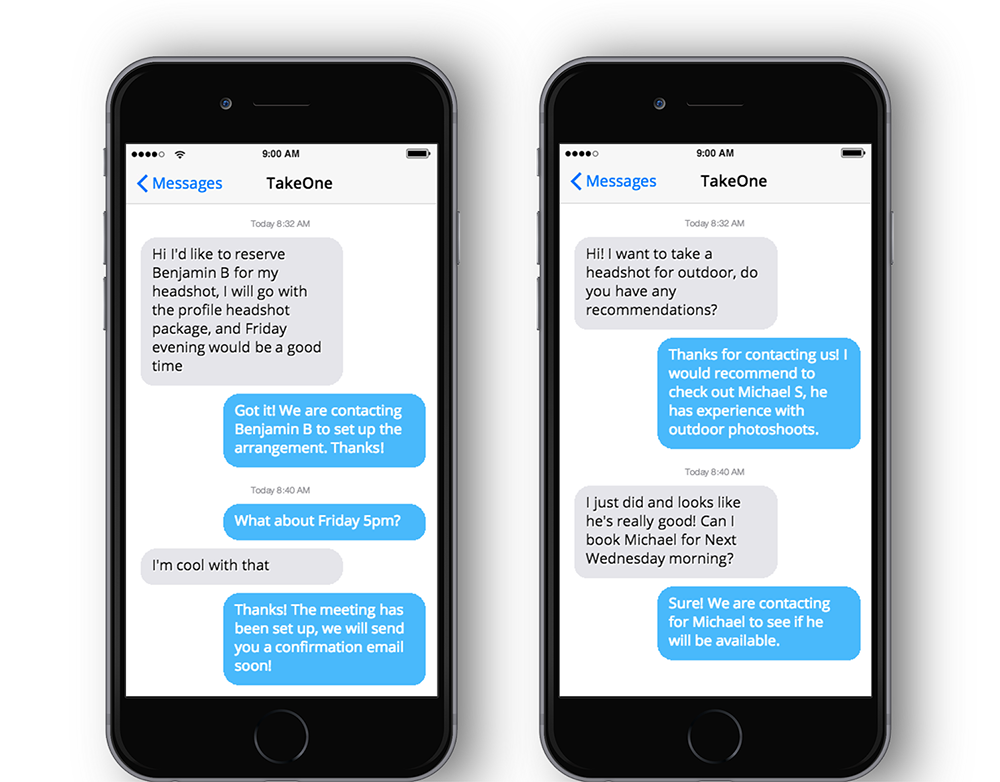 9:00 AM
Messages
TakeOne
Today 8:32 AM
Hi I'd like to reserve
Benjamin B for my
headshot, I will go with
the profile headshot
package, and Friday
evening would be a good
time
Got it! We are contacting
Benjamin B to set up the
arrangement. Thanks!
Today 8:40 AM
What about Friday 5pm?
I'm cool with that
Thanks! The meeting has
been set up, we will send
you a confirmation email
soon!
9:00 AM
Messages
TakeOne
Today 8:32 AM
Hi! I want to take a
headshot for outdoor, do
you have any
recommendations?
Thanks for contacting us! I
would recommend to
check out Michael S, he
has experience with
outdoor photoshoots.
Today 8:40 AM
I just did and looks like
he's really good! Can I
book Michael for Next
Wednesday morning?
Sure! We are contacting
for Michael to see if he
will be available.